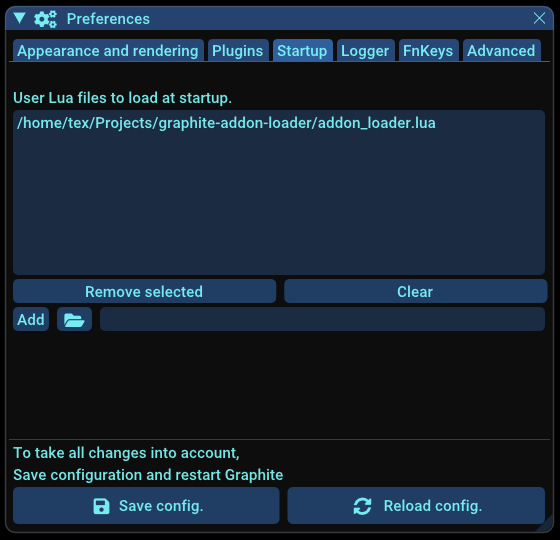 Preferences
Appearance and rendering Plugins Startup Logger FnKeys Advanced
User Lua files to load at startup.
/home/tex/Projects/graphite-addon-loader/addon_loader.lua
Remove selected Clear
Add
To take all changes into account,
Save configuration and restart Graphite
Save config. Reload config.